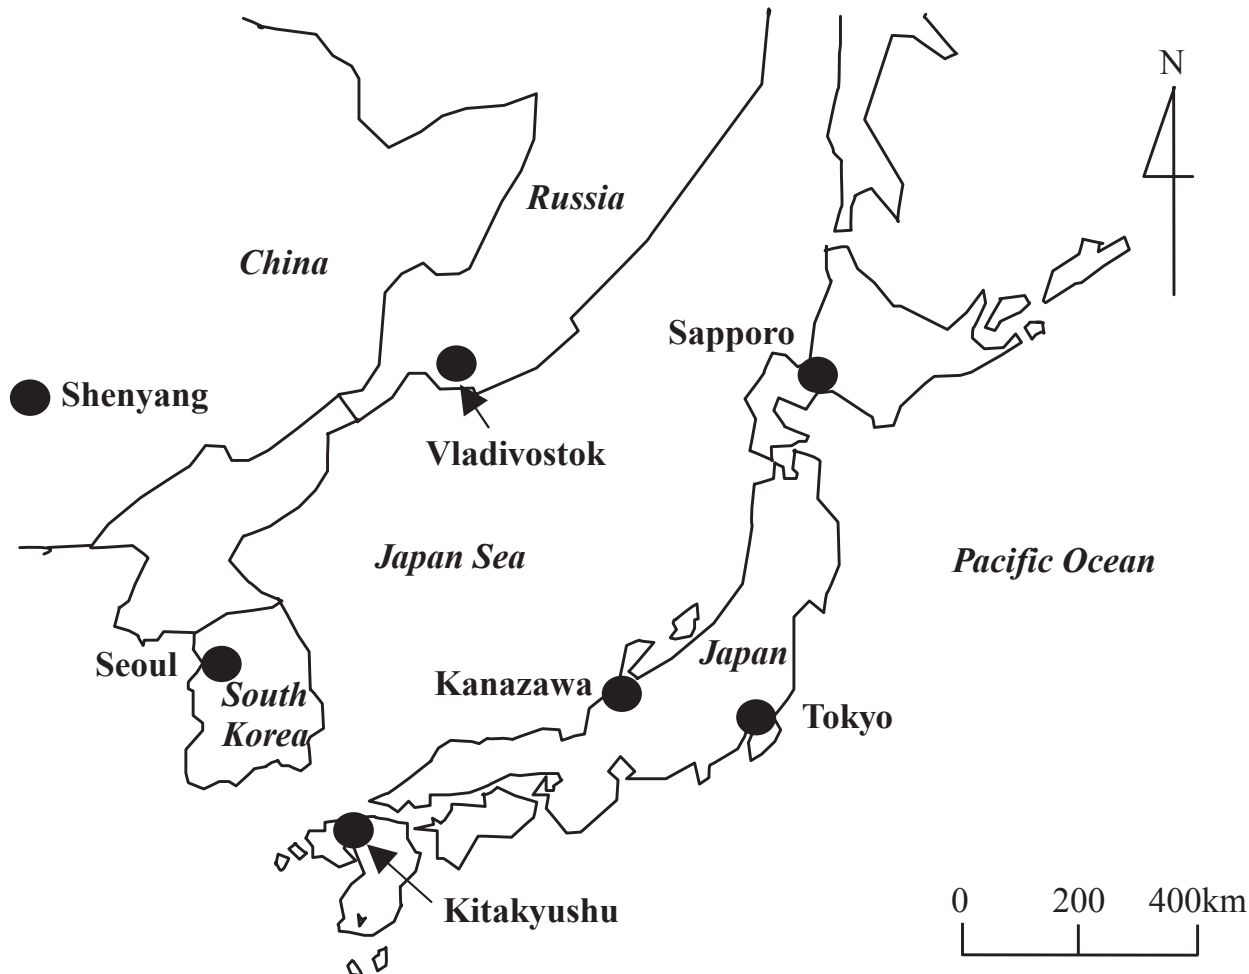 N
Russia
China
Sapporo
Shenyang
Vladivostok
Japan Sea
Pacific Ocean
Seoul
Japan
Kanazawa
South
Korea
Tokyo
Kitakyushu
0 200 400km